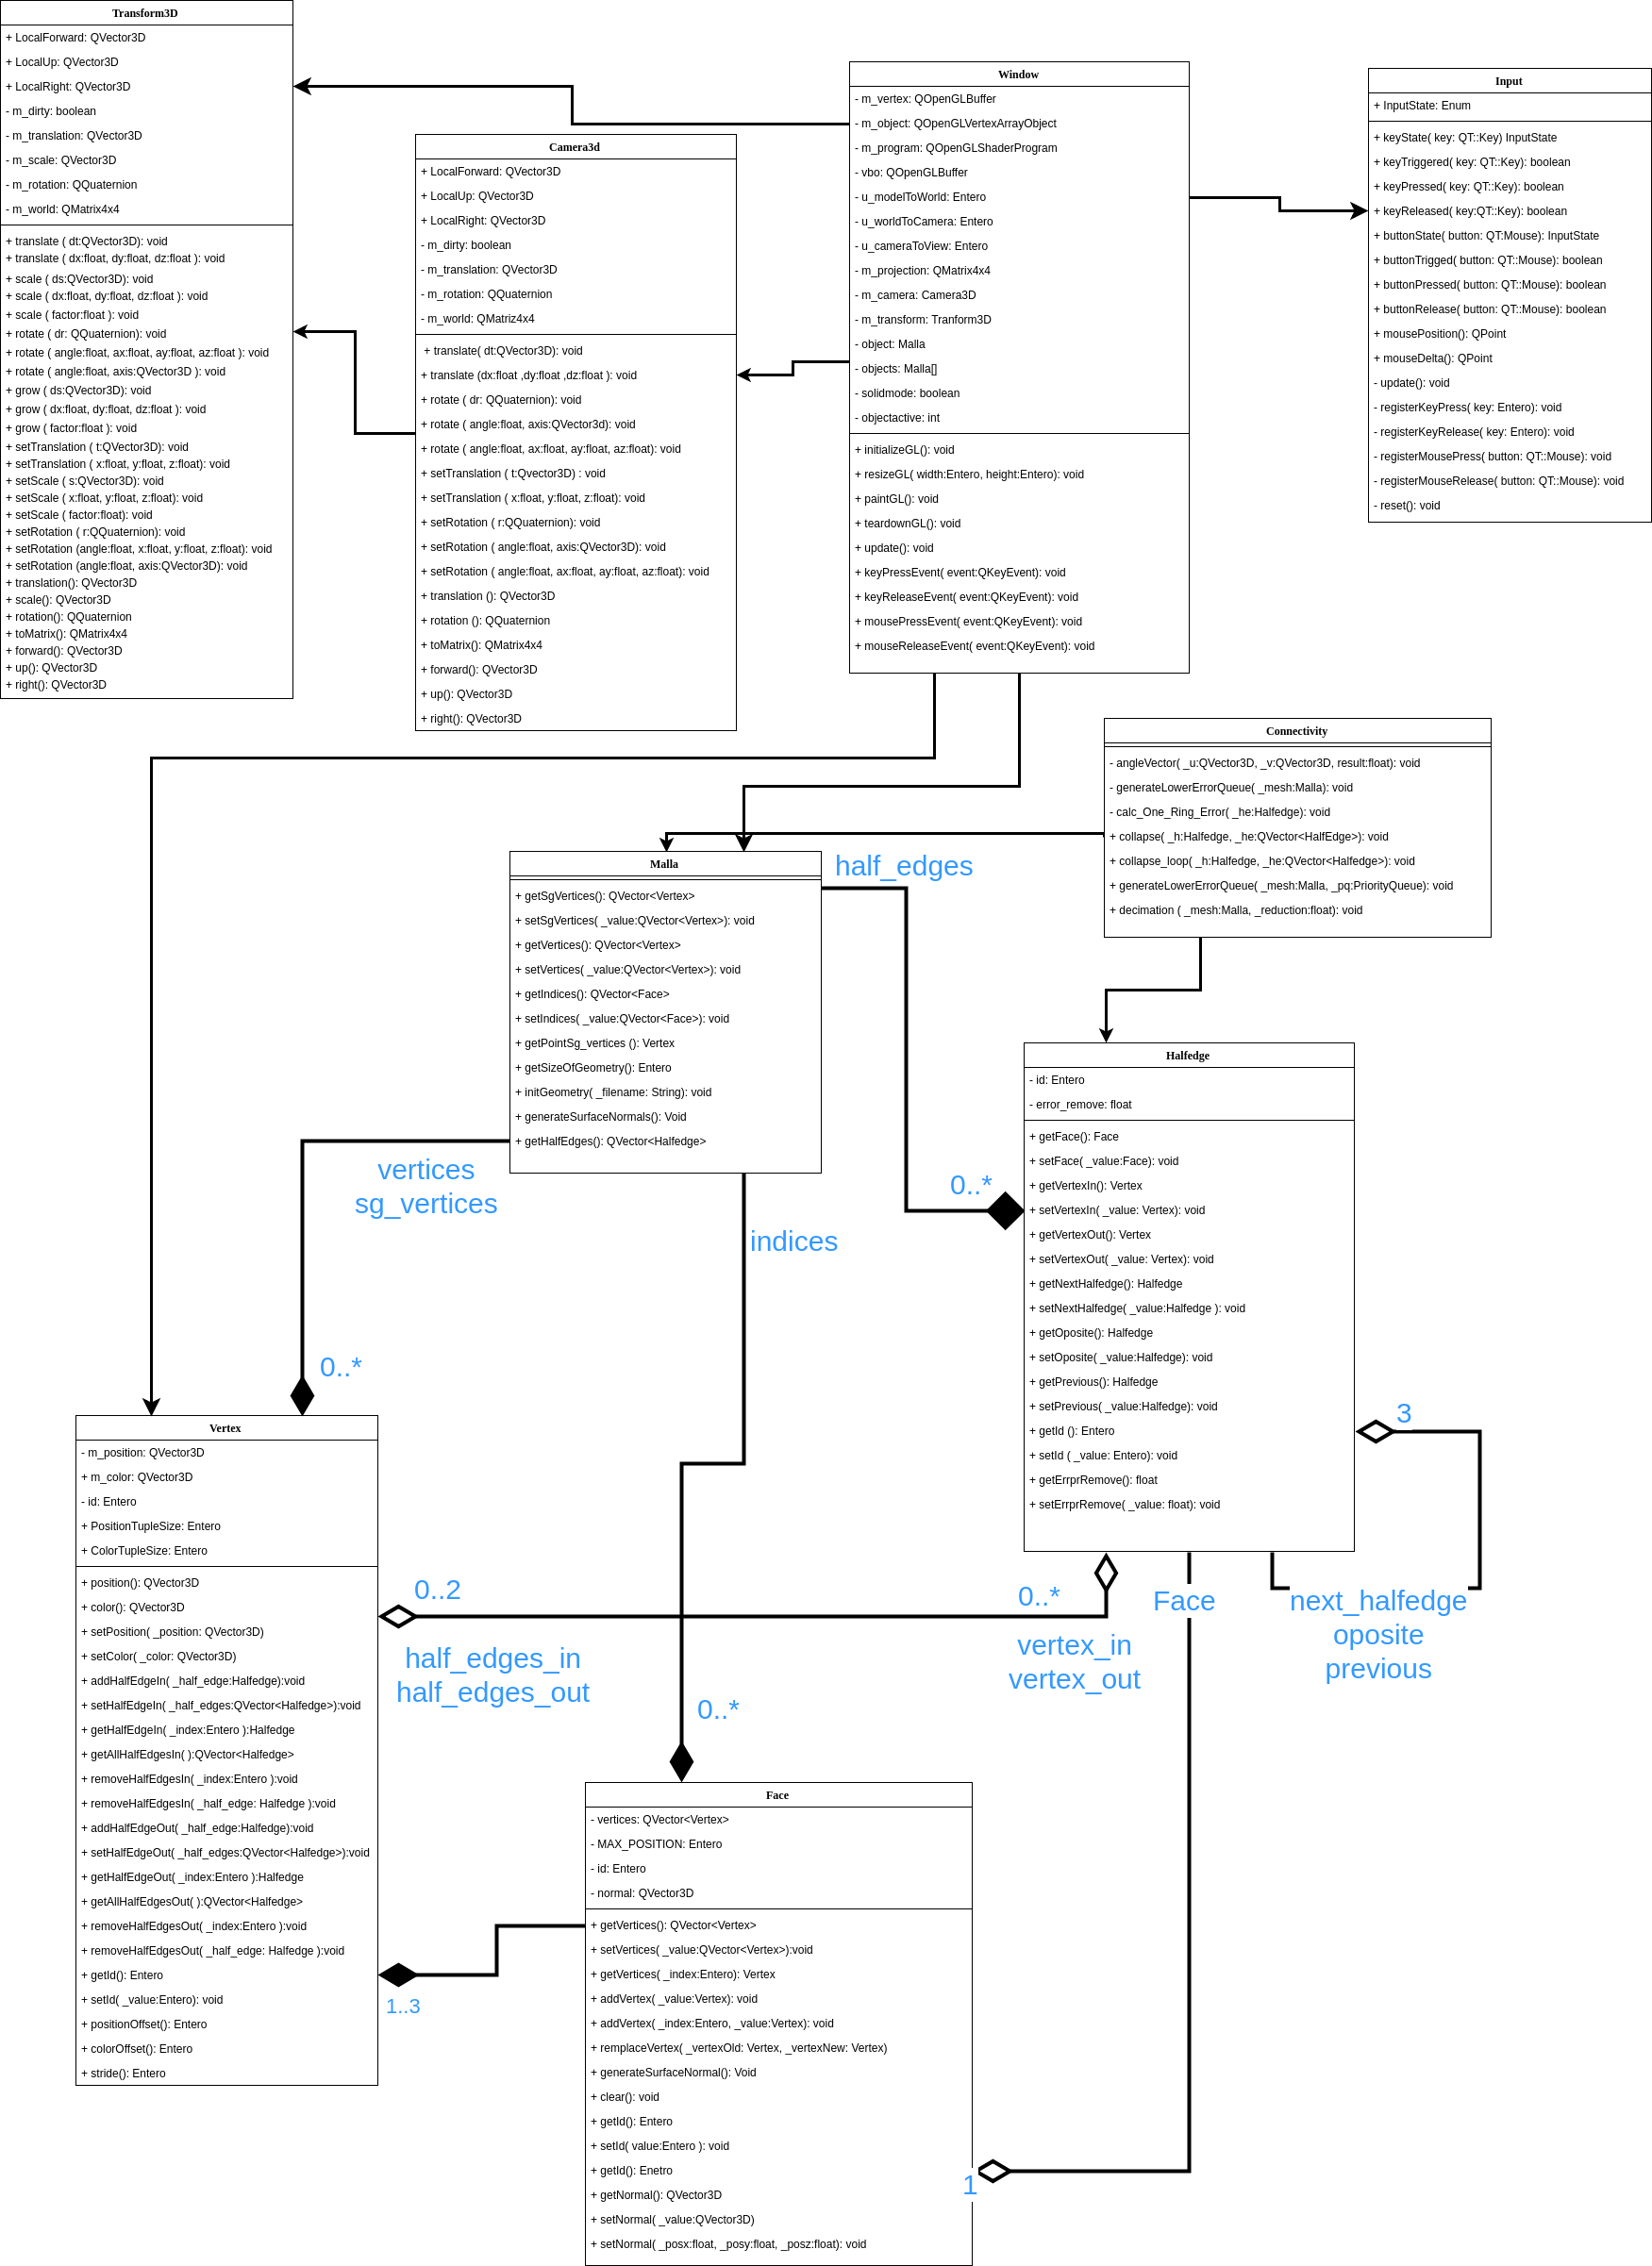 Transform3D
+ LocalForward: QVector3D
+ LocalUp: QVector3D
+ LocalRight: QVector3D
- m_dirty: boolean
- m_translation: QVector3D
- m_scale: QVector3D
- m_rotation: QQuaternion
- m_world: QMatrix4x4
+ translate ( dt:QVector3D): void
+ translate ( dx:float, dy:float, dz:float ): void
+ scale ( ds:QVector3D): void
+ scale ( dx:float, dy:float, dz:float ): void
+ scale ( factor:float ): void
+ rotate ( dr: QQuaternion): void
+ rotate ( angle:float, ax:float, ay:float, az:float ): void
+ rotate ( angle:float, axis:QVector3D ): void
+ grow ( ds:QVector3D): void
+ grow ( dx:float, dy:float, dz:float ): void
+ grow ( factor:float ): void
+ setTranslation ( t:QVector3D): void
+ setTranslation ( x:float, y:float, z:float): void
+ setScale ( s:QVector3D): void
+ setScale ( x:float, y:float, z:float): void
+ setScale ( factor:float): void
+ setRotation ( r:QQuaternion): void
+ setRotation (angle:float, x:float, y:float, z:float): void
+ setRotation (angle:float, axis:QVector3D): void
+ translation(): QVector3D
+ scale(): QVector3D
+ rotation(): QQuaternion
+ toMatrix(): QMatrix4x4
+ forward(): QVector3D
+ up(): QVector3D
+ right(): QVector3D
Camera3d
+ LocalForward: QVector3D
+ LocalUp: QVector3D
+ LocalRight: QVector3D
- m_dirty: boolean
- m_translation: QVector3D
- m_rotation: QQuaternion
- m_world: QMatriz4x4
+ translate( dt:QVector3D): void
+ translate (dx:float ,dy:float ,dz:float ): void
+ rotate ( dr: QQuaternion): void
+ rotate ( angle:float, axis:QVector3d): void
+ rotate ( angle:float, ax:float, ay:float, az:float): void
+ setTranslation ( t:Qvector3D) : void
+ setTranslation ( x:float, y:float, z:float): void
+ setRotation ( r:QQuaternion): void
+ setRotation ( angle:float, axis:QVector3D): void
+ setRotation ( angle:float, ax:float, ay:float, az:float): void
+ translation (): QVector3D
+ rotation (): QQuaternion
+ toMatrix(): QMatrix4x4
+ forward(): QVector3D
+ up(): QVector3D
+ right(): QVector3D
Window
- m_vertex: QOpenGLBuffer
- m_object: QOpenGLVertexArrayObject
- m_program: QOpenGLShaderProgram
- vbo: QOpenGLBuffer
- u_modelToWorld: Entero
- u_worldToCamera: Entero
- u_cameraToView: Entero
- m_projection: QMatrix4x4
- m_camera: Camera3D
- m_transform: Tranform3D
- object: Malla
- objects: Malla[]
- solidmode: boolean
- objectactive: int
+ initializeGL(): void
+ resizeGL( width:Entero, height:Entero): void
+ paintGL(): void
+ teardownGL(): void
+ update(): void
+ keyPressEvent( event:QKeyEvent): void
+ keyReleaseEvent( event:QKeyEvent): void
+ mousePressEvent( event:QKeyEvent): void
+ mouseReleaseEvent( event:QKeyEvent): void
Input
+ InputState: Enum
+ keyState( key: QT::Key) InputState
+ keyTriggered( key: QT::Key): boolean
+ keyPressed( key: QT::Key): boolean
+ keyReleased( key:QT::Key): boolean
+ buttonState( button: QT:Mouse): InputState
+ buttonTrigged( button: QT::Mouse): boolean
+ buttonPressed( button: QT::Mouse): boolean
+ buttonRelease( button: QT::Mouse): boolean
+ mousePosition(): QPoint
+ mouseDelta(): QPoint
- update(): void
- registerKeyPress( key: Entero): void
- registerKeyRelease( key: Entero): void
- registerMousePress( button: QT::Mouse): void
- registerMouseRelease( button: QT::Mouse): void
- reset(): void
Connectivity
- angleVector( _u:QVector3D, _v:QVector3D, result:float): void
- generateLowerErrorQueue( _mesh:Malla): void
- calc_One_Ring_Error( _he:Halfedge): void
+ collapse( _h:Halfedge, _he:QVector<HalfEdge>): void
+ collapse_loop( _h:Halfedge, _he:QVector<Halfedge>): void
+ generateLowerErrorQueue( _mesh:Malla, _pq:PriorityQueue): void
+ decimation ( _mesh:Malla, _reduction:float): void
Malla
+ getSgVertices(): QVector<Vertex>
+ setSgVertices( _value:QVector<Vertex>): void
+ getVertices(): QVector<Vertex>
+ setVertices( _value:QVector<Vertex>): void
+ getIndices(): QVector<Face>
+ setIndices( _value:QVector<Face>): void
+ getPointSg_vertices (): Vertex
+ getSizeOfGeometry(): Entero
+ initGeometry( _filename: String): void
+ generateSurfaceNormals(): Void
+ getHalfEdges(): QVector<Halfedge>
half_edges
0..*
vertices
sg_vertices
0..*
indices
0..*
Halfedge
- id: Entero
- error_remove: float
+ getFace(): Face
+ setFace( _value:Face): void
+ getVertexIn(): Vertex
+ setVertexIn( _value: Vertex): void
+ getVertexOut(): Vertex
+ setVertexOut( _value: Vertex): void
+ getNextHalfedge(): Halfedge
+ setNextHalfedge( _value:Halfedge ): void
+ getOposite(): Halfedge
+ setOposite( _value:Halfedge): void
+ getPrevious(): Halfedge
+ setPrevious( _value:Halfedge): void
+ getId (): Entero
+ setId ( _value: Entero): void
+ getErrprRemove(): float
+ setErrprRemove( _value: float): void
3
next_halfedge
oposite
previous
Face
0..*
vertex_in
vertex_out
0..2
half_edges_in
half_edges_out
Vertex
- m_position: QVector3D
+ m_color: QVector3D
- id: Entero
+ PositionTupleSize: Entero
+ ColorTupleSize: Entero
+ position(): QVector3D
+ color(): QVector3D
+ setPosition( _position: QVector3D)
+ setColor( _color: QVector3D)
+ addHalfEdgeIn( _half_edge:Halfedge):void
+ setHalfEdgeIn( _half_edges:QVector<Halfedge>):void
+ getHalfEdgeIn( _index:Entero ):Halfedge
+ getAllHalfEdgesIn( ):QVector<Halfedge>
+ removeHalfEdgesIn( _index:Entero ):void
+ removeHalfEdgesIn( _half_edge: Halfedge ):void
+ addHalfEdgeOut( _half_edge:Halfedge):void
+ setHalfEdgeOut( _half_edges:QVector<Halfedge>):void
+ getHalfEdgeOut( _index:Entero ):Halfedge
+ getAllHalfEdgesOut( ):QVector<Halfedge>
+ removeHalfEdgesOut( _index:Entero ):void
+ removeHalfEdgesOut( _half_edge: Halfedge ):void
+ getId(): Entero
+ setId( _value:Entero): void
+ positionOffset(): Entero
+ colorOffset(): Entero
+ stride(): Entero
1..3
Face
- vertices: QVector<Vertex>
- MAX_POSITION: Entero
- id: Entero
- normal: QVector3D
+ getVertices(): QVector<Vertex>
+ setVertices( _value:QVector<Vertex>):void
+ getVertices( _index:Entero): Vertex
+ addVertex( _value:Vertex): void
+ addVertex( _index:Entero, _value:Vertex): void
+ remplaceVertex( _vertexOld: Vertex, _vertexNew: Vertex)
+ generateSurfaceNormal(): Void
+ clear(): void
+ getId(): Entero
+ setId( value:Entero ): void
+ getId(): Enetro
+ getNormal(): QVector3D
+ setNormal( _value:QVector3D)
+ setNormal( _posx:float, _posy:float, _posz:float): void
1